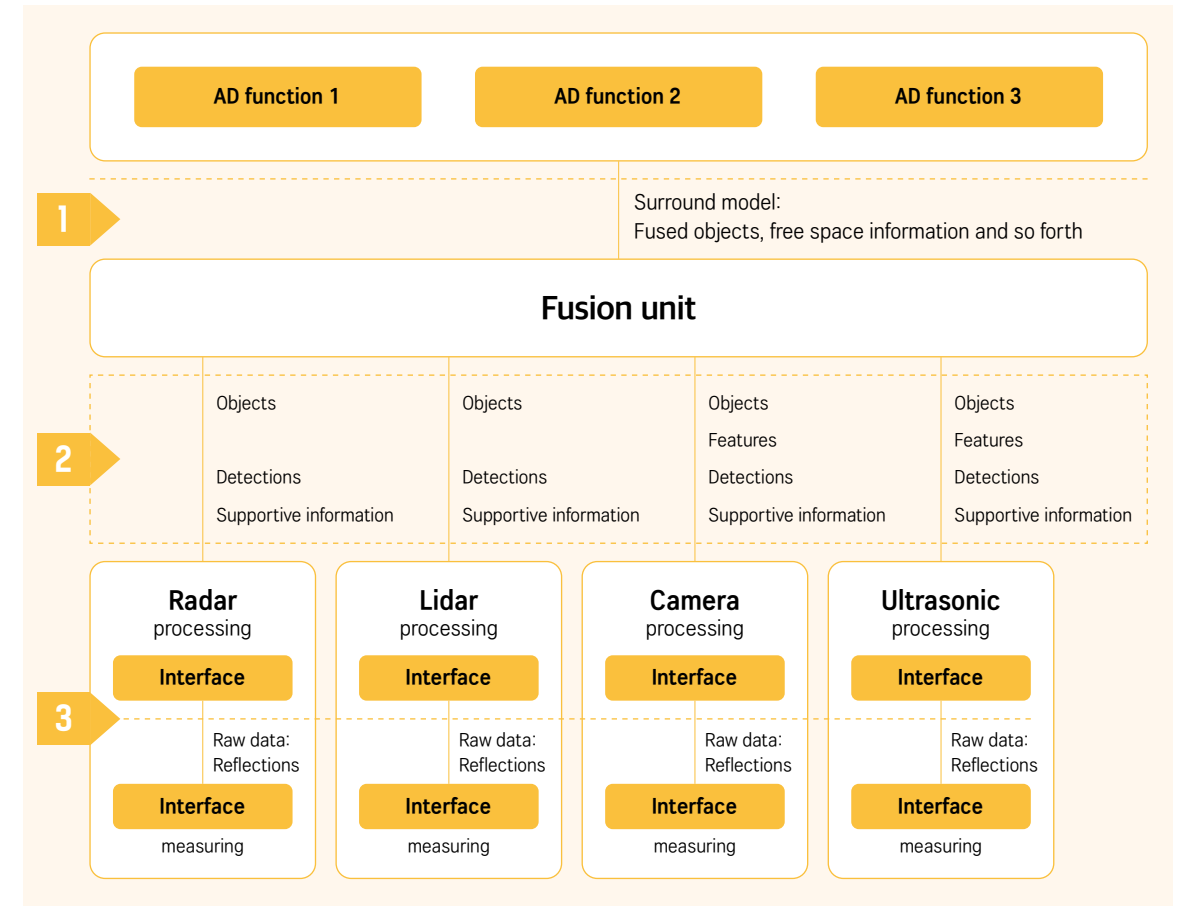 AD function 1
AD function 2
AD function 3
1
Surround model:
Fused objects, free space information and so forth
Fusion unit
2
Objects
Detections
Supportive information
Objects
Detections
Supportive information
Objects
Features
Detections
Supportive information
Objects
Features
Detections
Supportive information
3
Radar
processing
Interface
Raw data:
Reflections
Interface
measuring
Lidar
processing
Interface
Raw data:
Reflections
Interface
measuring
Camera
processing
Interface
Raw data:
Reflections
Interface
measuring
Ultrasonic
processing
Interface
Raw data:
Reflections
Interface
measuring